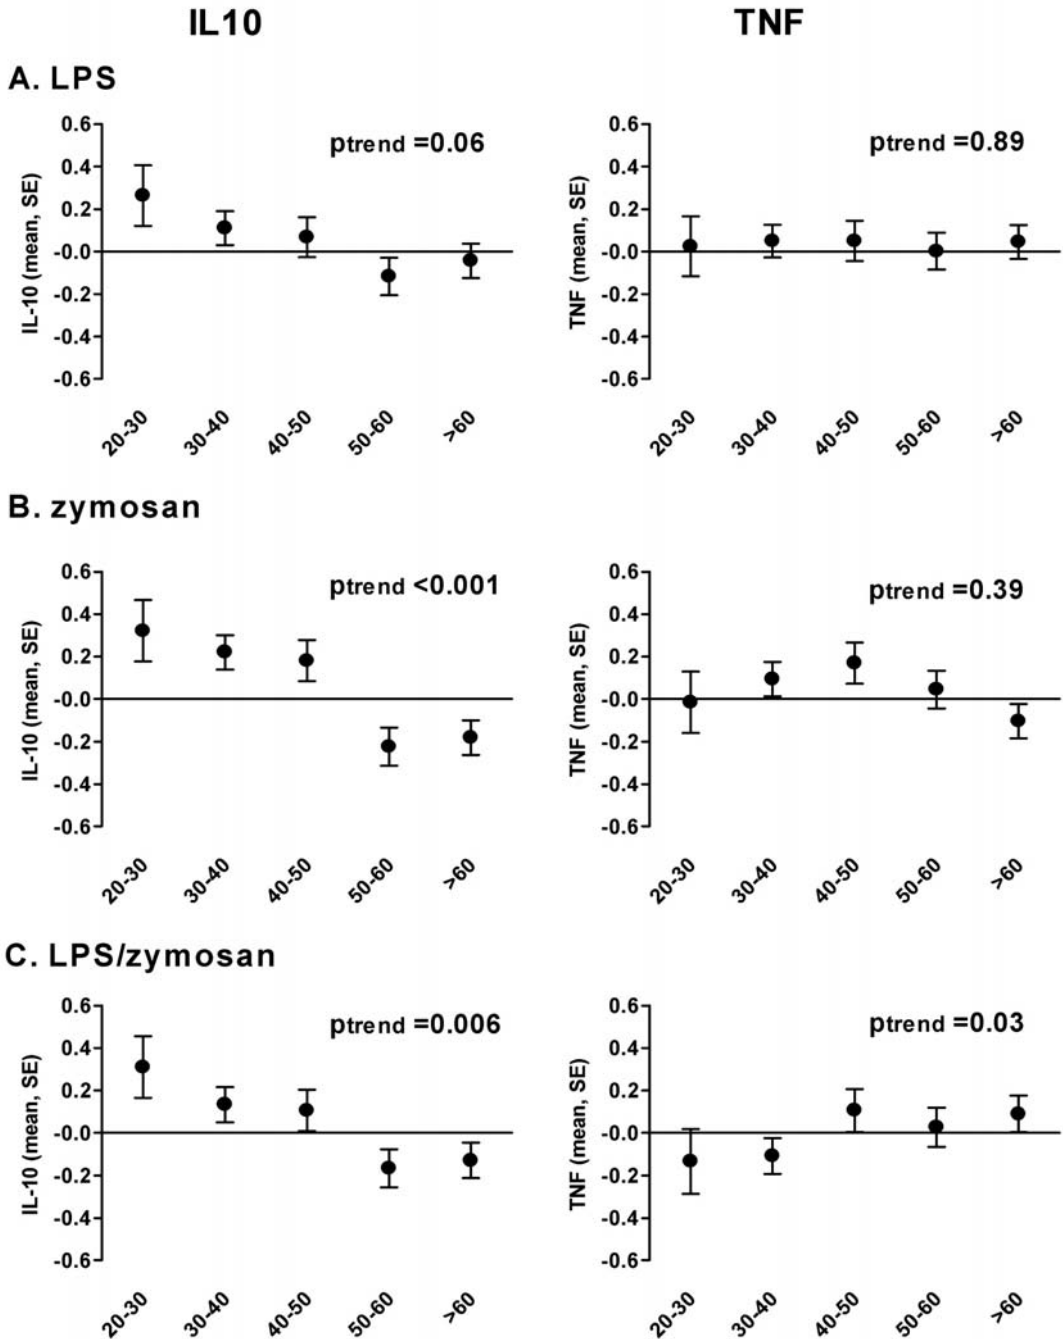 IL10 TNF
A. LPS
ptrend =0.06
IL-10 (mean, SE)
0.6
0.4
0.2
-0.0
-0.2
-0.4
-0.6
20-30 30-40 40-50 50-60 >60
ptrend =0.89
TNF (mean, SE)
0.6
0.4
0.2
-0.0
-0.2
-0.4
-0.6
20-30 30-40 40-50 50-60 >60
B. zymosan
ptrend <0.001
IL-10 (mean, SE)
0.6
0.4
0.2
-0.0
-0.2
-0.4
-0.6
20-30 30-40 40-50 50-60 >60
ptrend =0.39
TNF (mean, SE)
0.6
0.4
0.2
-0.0
-0.2
-0.4
-0.6
20-30 30-40 40-50 50-60 >60
C. LPS/zymosan
ptrend =0.006
IL-10 (mean, SE)
0.6
0.4
0.2
-0.0
-0.2
-0.4
-0.6
20-30 30-40 40-50 50-60 >60
ptrend =0.03
TNF (mean, SE)
0.6
0.4
0.2
-0.0
-0.2
-0.4
-0.6
20-30 30-40 40-50 50-60 >60